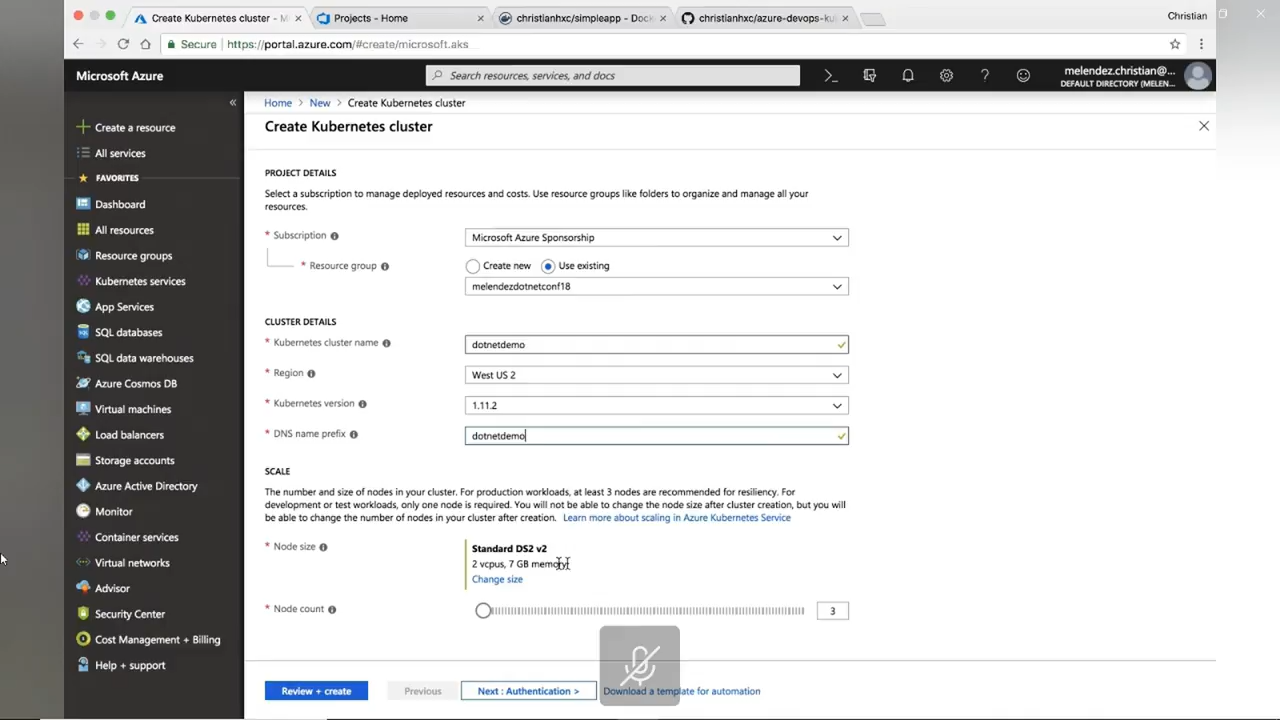 Create Kubernetes cluster - M
Projects - Home
christianhxc/simpleapp - Dock
christianhxc/azure-devops-kub
Christian
Secure
https://portal.azure.com/#create/microsoft.aks
Microsoft Azure
Search resources, services, and docs
melendez.christian@...
DEFAULT DIRECTORY (MELEN...
Home > New > Create Kubernetes cluster
Create Kubernetes cluster
Create a resource
All services
FAVORITES
Dashboard
All resources
Resource groups
Kubernetes services
App Services
SQL databases
SQL data warehouses
Azure Cosmos DB
Virtual machines
Load balancers
Storage accounts
Azure Active Directory
Monitor
Container services
Virtual networks
Advisor
Security Center
Cost Management + Billing
Help + support
PROJECT DETAILS
Select a subscription to manage deployed resources and costs. Use resource groups like folders to organize and manage all your
resources.
* Subscription
Microsoft Azure Sponsorship
* Resource group
Create new
Use existing
melendezdotnetconf18
CLUSTER DETAILS
* Kubernetes cluster name
dotnetdemo
* Region
West US 2
* Kubernetes version
1.11.2
* DNS name prefix
dotnetdemo
SCALE
The number and size of nodes in your cluster. For production workloads, at least 3 nodes are recommended for resiliency. For
development or test workloads, only one node is required. You will not be able to change the node size after cluster creation, but you will
be able to change the number of nodes in your cluster after creation. Learn more about scaling in Azure Kubernetes Service
* Node size
Standard DS2 v2
2 vcpus, 7 GB memory
Change size
* Node count
3
Review + create
Previous
Next : Authentication >
Download a template for automation